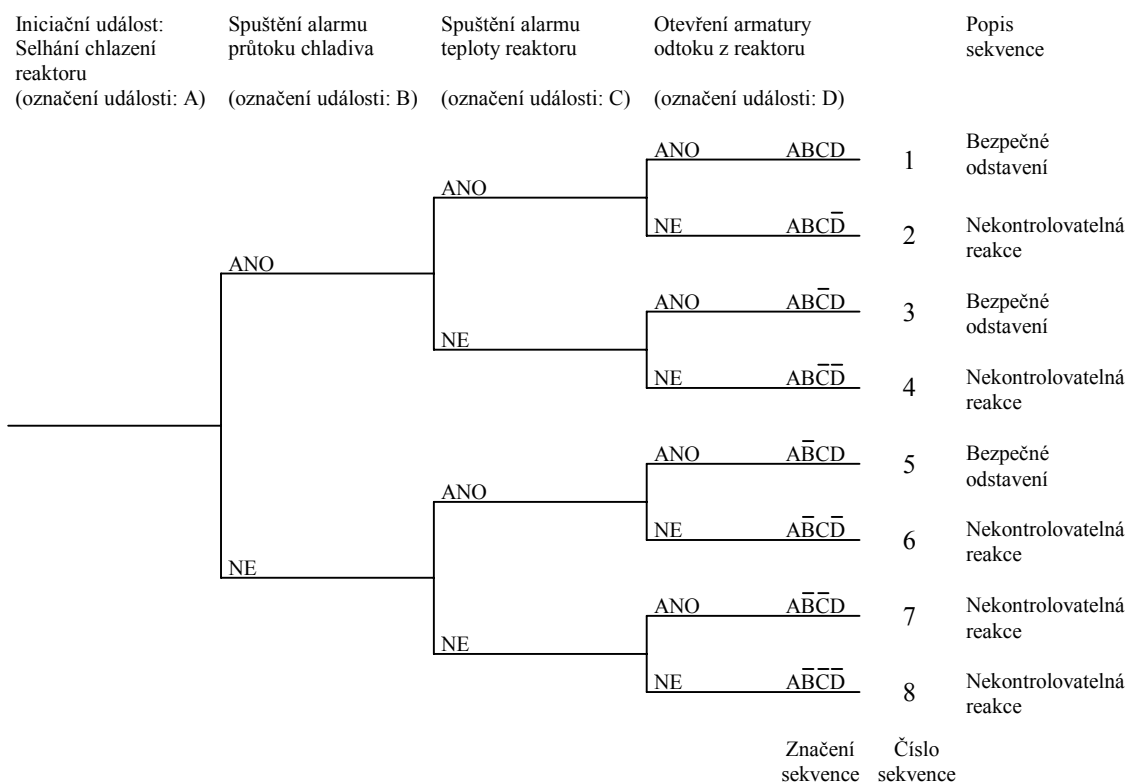 Iniciační událost:
Selhání chlazení
reaktoru
(označení události: A)
Spuštění alarmu
průtoku chladiva
(označení události: B)
Spuštění alarmu
teploty reaktoru
(označení události: C)
Otevření armatury
odtoku z reaktoru
(označení události: D)
Popis
sekvence
ANO ABCD 1 Bezpečné
odstavení
ANO
NE ABCD̅ 2 Nekontrolovatelná
reakce
ANO
ANO ABC̅D 3 Bezpečné
odstavení
NE
NE ABC̅D̅ 4 Nekontrolovatelná
reakce
ANO AB̅CD 5 Bezpečné
odstavení
ANO
NE AB̅CD̅ 6 Nekontrolovatelná
reakce
NE
ANO AB̅C̅D 7 Nekontrolovatelná
reakce
NE
NE AB̅C̅D̅ 8 Nekontrolovatelná
reakce
Značení
sekvence
Číslo
sekvence